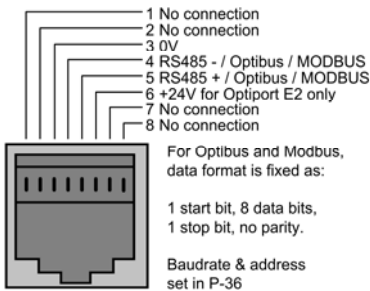 1 No connection
2 No connection
3 0V
4 RS485 - / Optibus / MODBUS
5 RS485 + / Optibus / MODBUS
6 +24V for Optiport E2 only
7 No connection
8 No connection
For Optibus and Modbus,
data format is fixed as:
1 start bit, 8 data bits,
1 stop bit, no parity.
Baudrate & address
set in P-36